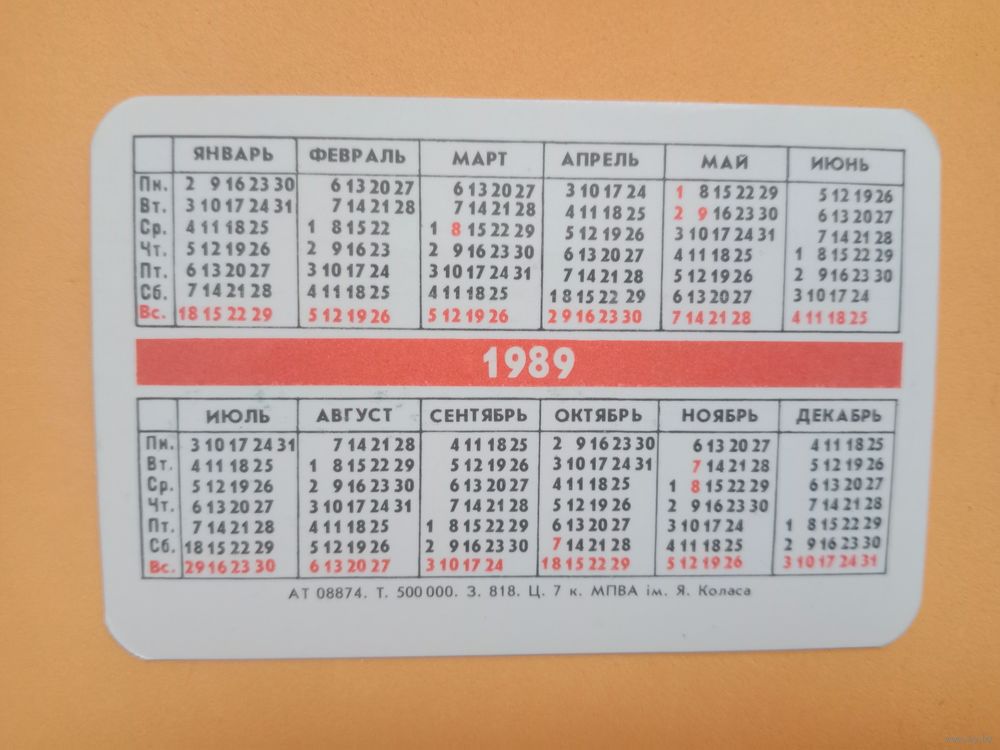 ЯНВАРЬ ФЕВРАЛЬ МАРТ АПРЕЛЬ МАЙ ИЮНЬ
Пн. 2 9 16 23 30 6 13 20 27 6 13 20 27 3 10 17 24 1 8 15 22 29 5 12 19 26
Вт. 3 10 17 24 31 7 14 21 28 7 14 21 28 4 11 18 25 2 9 16 23 30 6 13 20 27
Ср. 4 11 18 25 1 8 15 22 1 8 15 22 29 5 12 19 26 3 10 17 24 31 7 14 21 28
Чт. 5 12 19 26 2 9 16 23 2 9 16 23 30 6 13 20 27 4 11 18 25 1 8 15 22 29
Пт. 6 13 20 27 3 10 17 24 3 10 17 24 31 7 14 21 28 5 12 19 26 2 9 16 23 30
Сб. 7 14 21 28 4 11 18 25 4 11 18 25 1 8 15 22 29 6 13 20 27 3 10 17 24
Вс. 1 8 15 22 29 5 12 19 26 5 12 19 26 2 9 16 23 30 7 14 21 28 4 11 18 25
1989
ИЮЛЬ АВГУСТ СЕНТЯБРЬ ОКТЯБРЬ НОЯБРЬ ДЕКАБРЬ
Пн. 3 10 17 24 31 7 14 21 28 4 11 18 25 2 9 16 23 30 6 13 20 27 4 11 18 25
Вт. 4 11 18 25 1 8 15 22 29 5 12 19 26 3 10 17 24 31 7 14 21 28 5 12 19 26
Ср. 5 12 19 26 2 9 16 23 30 6 13 20 27 4 11 18 25 1 8 15 22 29 6 13 20 27
Чт. 6 13 20 27 3 10 17 24 31 7 14 21 28 5 12 19 26 2 9 16 23 30 7 14 21 28
Пт. 7 14 21 28 4 11 18 25 1 8 15 22 29 6 13 20 27 3 10 17 24 1 8 15 22 29
Сб. 1 8 15 22 29 5 12 19 26 2 9 16 23 30 7 14 21 28 4 11 18 25 2 9 16 23 30
Вс. 2 9 16 23 30 6 13 20 27 3 10 17 24 1 8 15 22 29 5 12 19 26 3 10 17 24 31
АТ 08874. Т. 500 000. З. 818. Ц. 7 к. МПВА ім. Я. Коласа